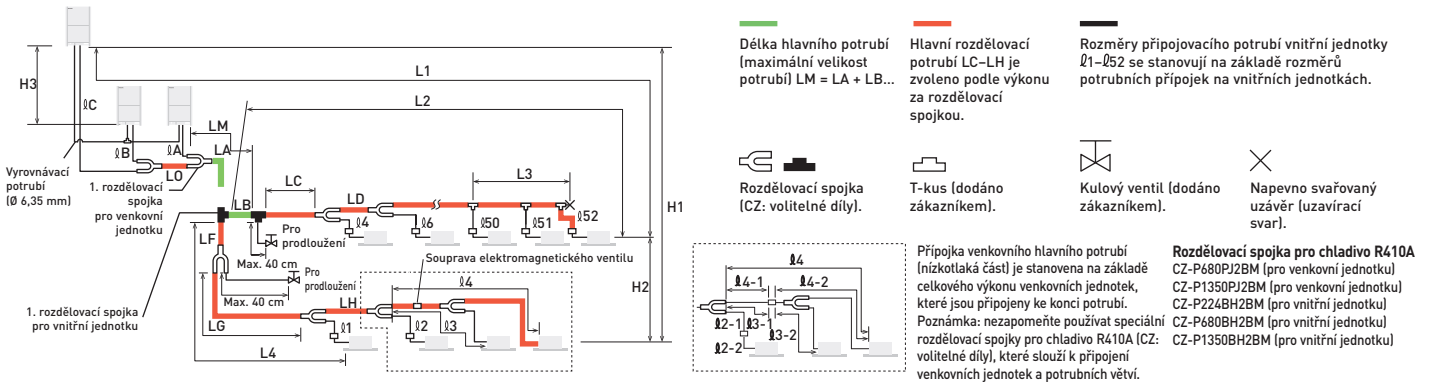 H3
ℓC
ℓB
ℓA
LM
LA
LO
L1
L2
Vyrovnávací
potrubí
(Ø 6,35 mm)
1. rozdělovací
spojka
pro venkovní
jednotku
LB
LC
LD
L3
ℓ4
ℓ6
ℓ50
ℓ51
ℓ52
H1
LF
Pro
prodloužení
Max. 40 cm
Pro
prodloužení
Max. 40 cm
Souprava elektromagnetického ventilu
H2
1. rozdělovací spojka
pro vnitřní jednotku
LG
LH
ℓ1
ℓ2
ℓ3
ℓ4
L4
Délka hlavního potrubí
(maximální velikost
potrubí) LM = LA + LB...
Hlavní rozdělovací
potrubí LC–LH je
zvoleno podle výkonu
za rozdělovací
spojkou.
Rozměry připojovacího potrubí vnitřní jednotky
ℓ1–ℓ52 se stanovují na základě rozměrů
potrubních přípojek na vnitřních jednotkách.
Rozdělovací spojka
(CZ: volitelné díly).
T-kus (dodáno
zákazníkem).
Kulový ventil (dodáno
zákazníkem).
Napevno svařovaný
uzávěr (uzavírací
svar).
ℓ4
ℓ4-1
ℓ4-2
ℓ2-1
ℓ3-1
ℓ3-2
ℓ2-2
Přípojka venkovního hlavního potrubí
(nízkotlaká část) je stanovena na základě
celkového výkonu venkovních jednotek,
které jsou připojeny ke konci potrubí.
Poznámka: nezapomeňte používat speciální
rozdělovací spojky pro chladivo R410A (CZ:
volitelné díly), které slouží k připojení
venkovních jednotek a potrubních větví.
Rozdělovací spojka pro chladivo R410A
CZ-P680PJ2BM (pro venkovní jednotku)
CZ-P1350PJ2BM (pro venkovní jednotku)
CZ-P224BH2BM (pro vnitřní jednotku)
CZ-P680BH2BM (pro vnitřní jednotku)
CZ-P1350BH2BM (pro vnitřní jednotku)